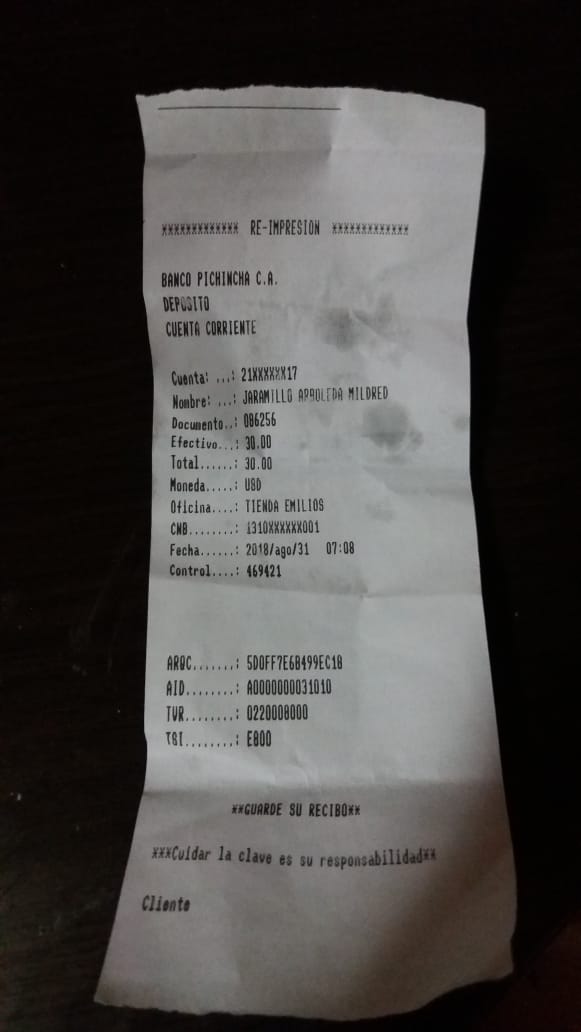 ************* RE-IMPRESION *************
BANCO PICHINCHA C.A.
DEPOSITO
CUENTA CORRIENTE
Cuenta: ...: 21XXXXXX17
Nombre: ...: JARAMILLO ARBOLEDA MILDRED
Documento..: 086256
Efectivo...: 30.00
Total......: 30.00
Moneda.....: USD
Oficina....: TIENDA EMILIOS
CNB........: 1310XXXXXX001
Fecha......: 2018/ago/31 07:08
Control....: 469421
ARQC.......: 5D0FF7E6B499EC18
AID........: A0000000031010
TVR........: 0220008000
TSI........: E800
**GUARDE SU RECIBO**
***Cuidar la clave es su responsabilidad**
Cliente